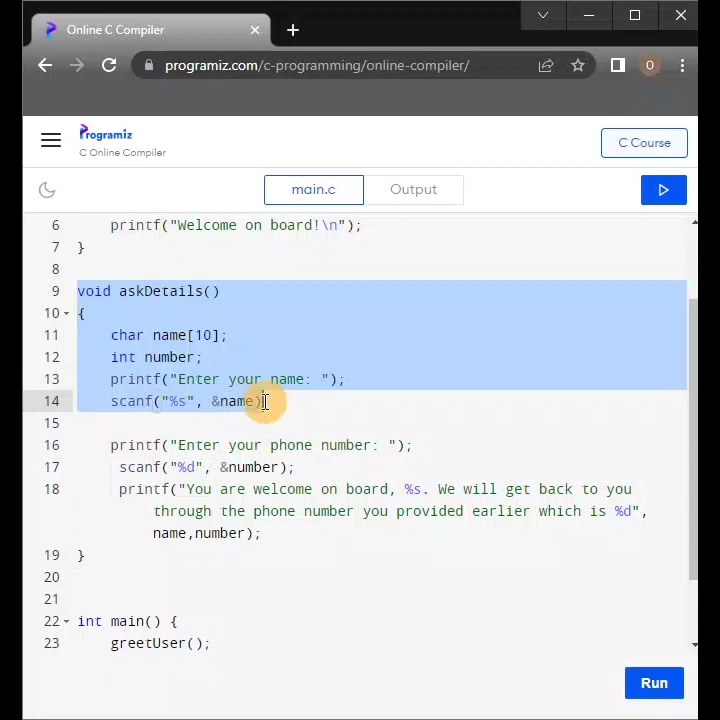 Online C Compiler
programiz.com/c-programming/online-compiler/
O
Programiz
C Online Compiler
C Course
main.c
Output
6 printf("Welcome on board!\n");
7 }
8
9 void askDetails()
10 {
11 char name[10];
12 int number;
13 printf("Enter your name: ");
14 scanf("%s", &name)
15
16 printf("Enter your phone number: ");
17 scanf("%d", &number);
18 printf("You are welcome on board, %s. We will get back to you
through the phone number you provided earlier which is %d",
name,number);
19 }
20
21
22 int main() {
23 greetUser();
Run